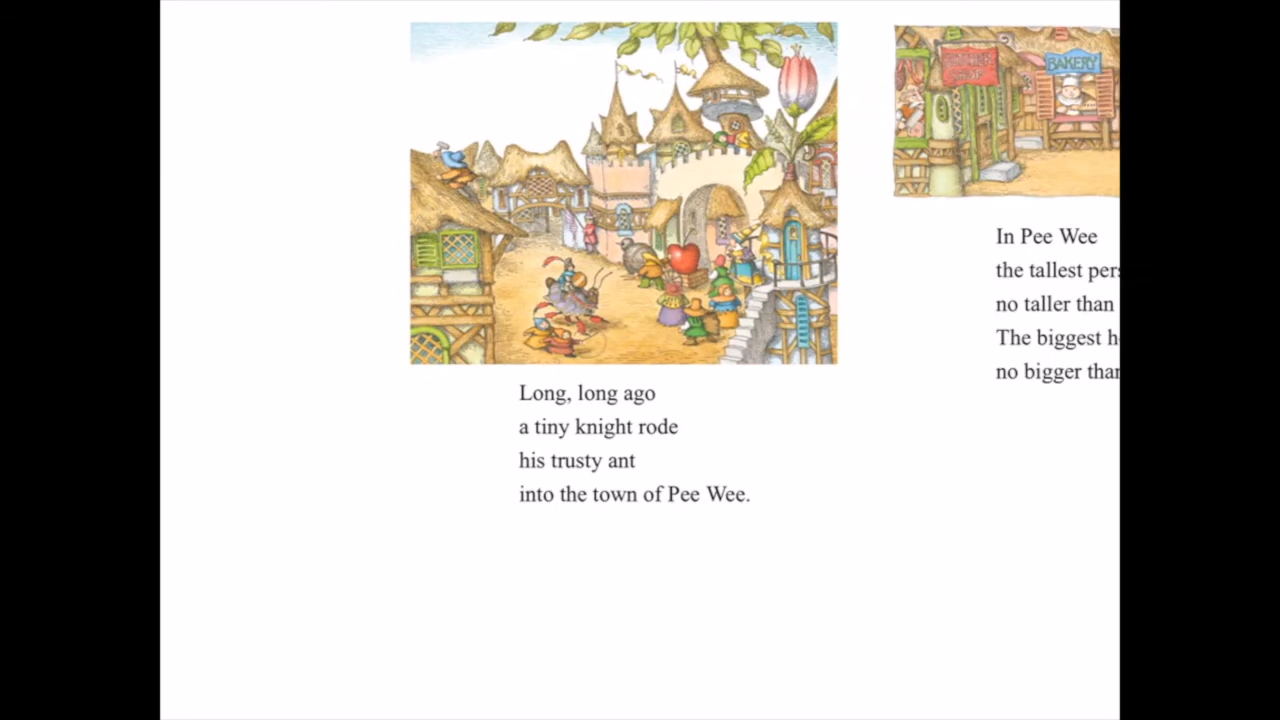 Long, long ago
a tiny knight rode
his trusty ant
into the town of Pee Wee.
BUTCHER
SHOP
BAKERY
In Pee Wee
the tallest
no taller than
The biggest
no bigger than